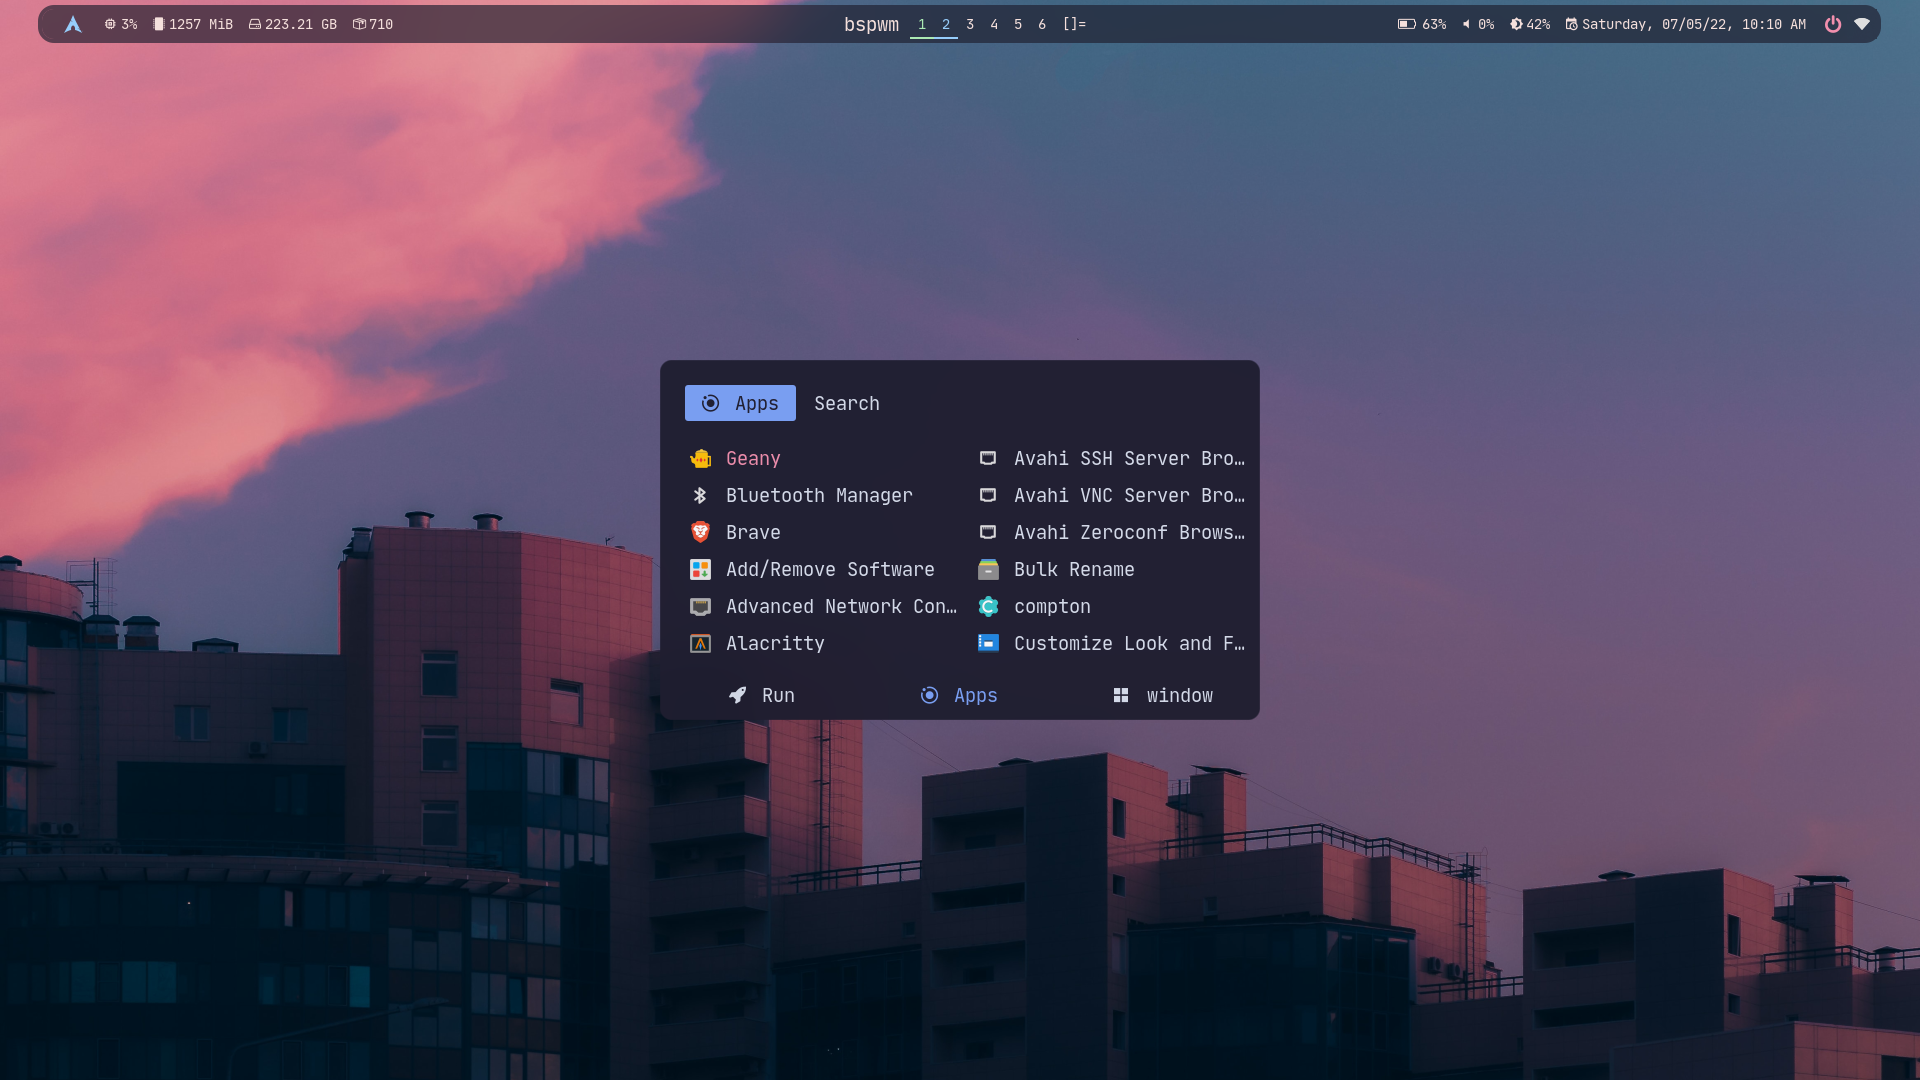 3% 1257 MiB 223.21 GB 710 bspwm 1 2 3 4 5 6 []= 63% 0% 42% Saturday, 07/05/22, 10:10 AM
Apps Search
Geany
Bluetooth Manager
Brave
Add/Remove Software
Advanced Network Con…
Alacritty
Avahi SSH Server Bro…
Avahi VNC Server Bro…
Avahi Zeroconf Brows…
Bulk Rename
compton
Customize Look and F…
Run Apps window